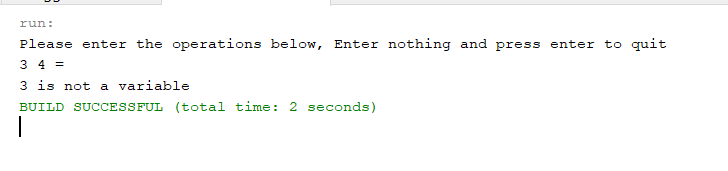 run:
Please enter the operations below, Enter nothing and press enter to quit
3 4 =
3 is not a variable
BUILD SUCCESSFUL (total time: 2 seconds)